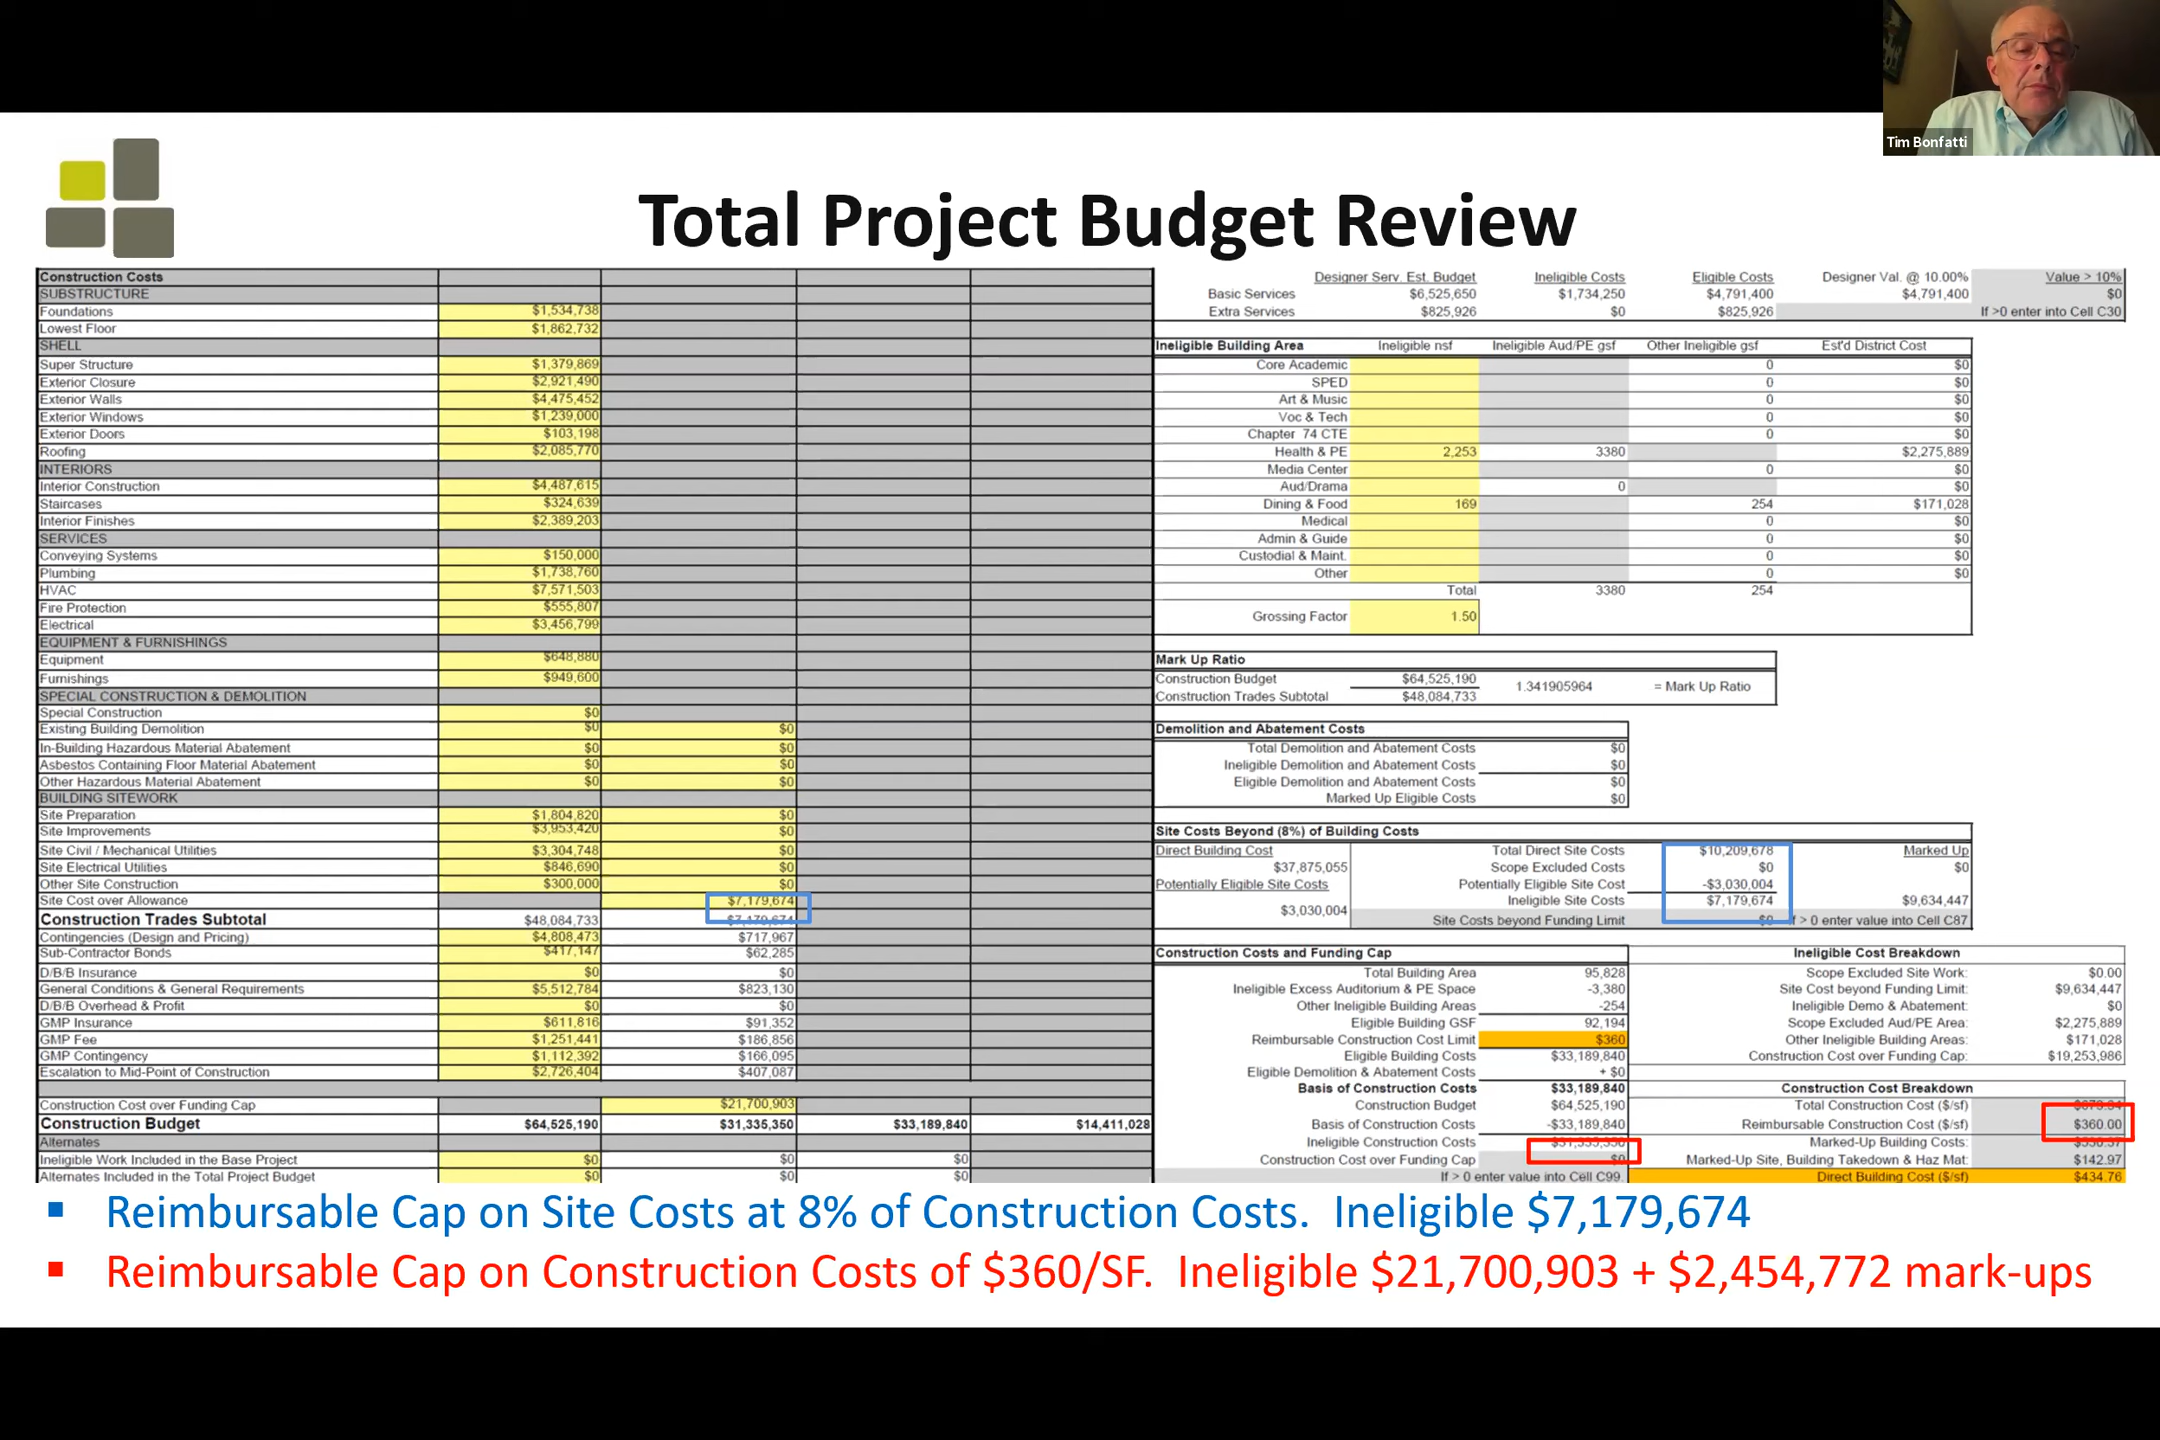 Tim Bonfatti
Total Project Budget Review
Construction Costs
SUBSTRUCTURE
Foundations $1,534,738
Lowest Floor $1,862,732
SHELL
Super Structure $1,379,869
Exterior Closure $2,921,490
Exterior Walls $4,475,452
Exterior Windows $1,239,000
Exterior Doors $103,198
Roofing $2,085,770
INTERIORS
Interior Construction $4,487,615
Staircases $324,639
Interior Finishes $2,389,203
SERVICES
Conveying Systems $150,000
Plumbing $1,738,760
HVAC $7,571,503
Fire Protection $555,807
Electrical $3,456,799
EQUIPMENT & FURNISHINGS
Equipment $648,880
Furnishings $949,600
SPECIAL CONSTRUCTION & DEMOLITION
Special Construction $0
Existing Building Demolition $0 $0
In-Building Hazardous Material Abatement $0 $0
Asbestos Containing Floor Material Abatement $0 $0
Other Hazardous Material Abatement $0 $0
BUILDING SITEWORK
Site Preparation $1,804,820 $0
Site Improvements $3,953,420 $0
Site Civil / Mechanical Utilities $3,304,748 $0
Site Electrical Utilities $846,690 $0
Other Site Construction $300,000 $0
Site Cost over Allowance $7,179,674
Construction Trades Subtotal $48,084,733 $7,179,674
Contingencies (Design and Pricing) $4,808,473 $717,967
Sub-Contractor Bonds $417,147 $62,285
D/B/B Insurance $0 $0
General Conditions & General Requirements $5,512,784 $823,130
D/B/B Overhead & Profit $0 $0
GMP Insurance $611,816 $91,352
GMP Fee $1,251,441 $186,856
GMP Contingency $1,112,392 $166,095
Escalation to Mid-Point of Construction $2,726,404 $407,087
Construction Cost over Funding Cap $21,700,903
Construction Budget $64,525,190 $31,335,350 $33,189,840 $14,411,028
Alternates
Ineligible Work Included in the Base Project $0 $0 $0
Alternates Included in the Total Project Budget $0 $0 $0
Designer Serv. Est. Budget Ineligible Costs Eligible Costs Designer Val. @ 10.00% Value > 10%
Basic Services $6,525,650 $1,734,250 $4,791,400 $4,791,400 $0
Extra Services $825,926 $0 $825,926 If >0 enter into Cell C30
Ineligible Building Area Ineligible nsf Ineligible Aud/PE gsf Other Ineligible gsf Est'd District Cost
Core Academic 0 $0
SPED 0 $0
Art & Music 0 $0
Voc & Tech 0 $0
Chapter 74 CTE 0 $0
Health & PE 2,253 3380 $2,275,889
Media Center 0 $0
Aud/Drama 0 $0
Dining & Food 169 254 $171,028
Medical 0 $0
Admin & Guide 0 $0
Custodial & Maint. 0 $0
Other 0 $0
Total 3380 254
Grossing Factor 1.50
Mark Up Ratio
Construction Budget $64,525,190
1.341905964 = Mark Up Ratio
Construction Trades Subtotal $48,084,733
Demolition and Abatement Costs
Total Demolition and Abatement Costs $0
Ineligible Demolition and Abatement Costs $0
Eligible Demolition and Abatement Costs $0
Marked Up Eligible Costs $0
Site Costs Beyond (8%) of Building Costs
Direct Building Cost Total Direct Site Costs $10,209,678 Marked Up
$37,875,055 Scope Excluded Costs $0 $0
Potentially Eligible Site Costs Potentially Eligible Site Cost -$3,030,004
Ineligible Site Costs $7,179,674 $9,634,447
$3,030,004
Site Costs beyond Funding Limit $0 If > 0 enter value into Cell C87
Construction Costs and Funding Cap
Total Building Area 95,828
Ineligible Excess Auditorium & PE Space -3,380
Other Ineligible Building Areas -254
Eligible Building GSF 92,194
Reimbursable Construction Cost Limit $360
Eligible Building Costs $33,189,840
Eligible Demolition & Abatement Costs + $0
Basis of Construction Costs $33,189,840
Construction Budget $64,525,190
Basis of Construction Costs -$33,189,840
Ineligible Construction Costs $31,335,350
Construction Cost over Funding Cap $0
If > 0 enter value into Cell C99.
Ineligible Cost Breakdown
Scope Excluded Site Work: $0.00
Site Cost beyond Funding Limit: $9,634,447
Ineligible Demo & Abatement: $0
Scope Excluded Aud/PE Area: $2,275,889
Other Ineligible Building Areas: $171,028
Construction Cost over Funding Cap: $19,253,986
Construction Cost Breakdown
Total Construction Cost ($/sf)
Reimbursable Construction Cost ($/sf) $360.00
Marked-Up Building Costs:
Marked-Up Site, Building Takedown & Haz Mat: $142.97
Direct Building Cost ($/sf) $434.76
Reimbursable Cap on Site Costs at 8% of Construction Costs. Ineligible $7,179,674
Reimbursable Cap on Construction Costs of $360/SF. Ineligible $21,700,903 + $2,454,772 mark-ups